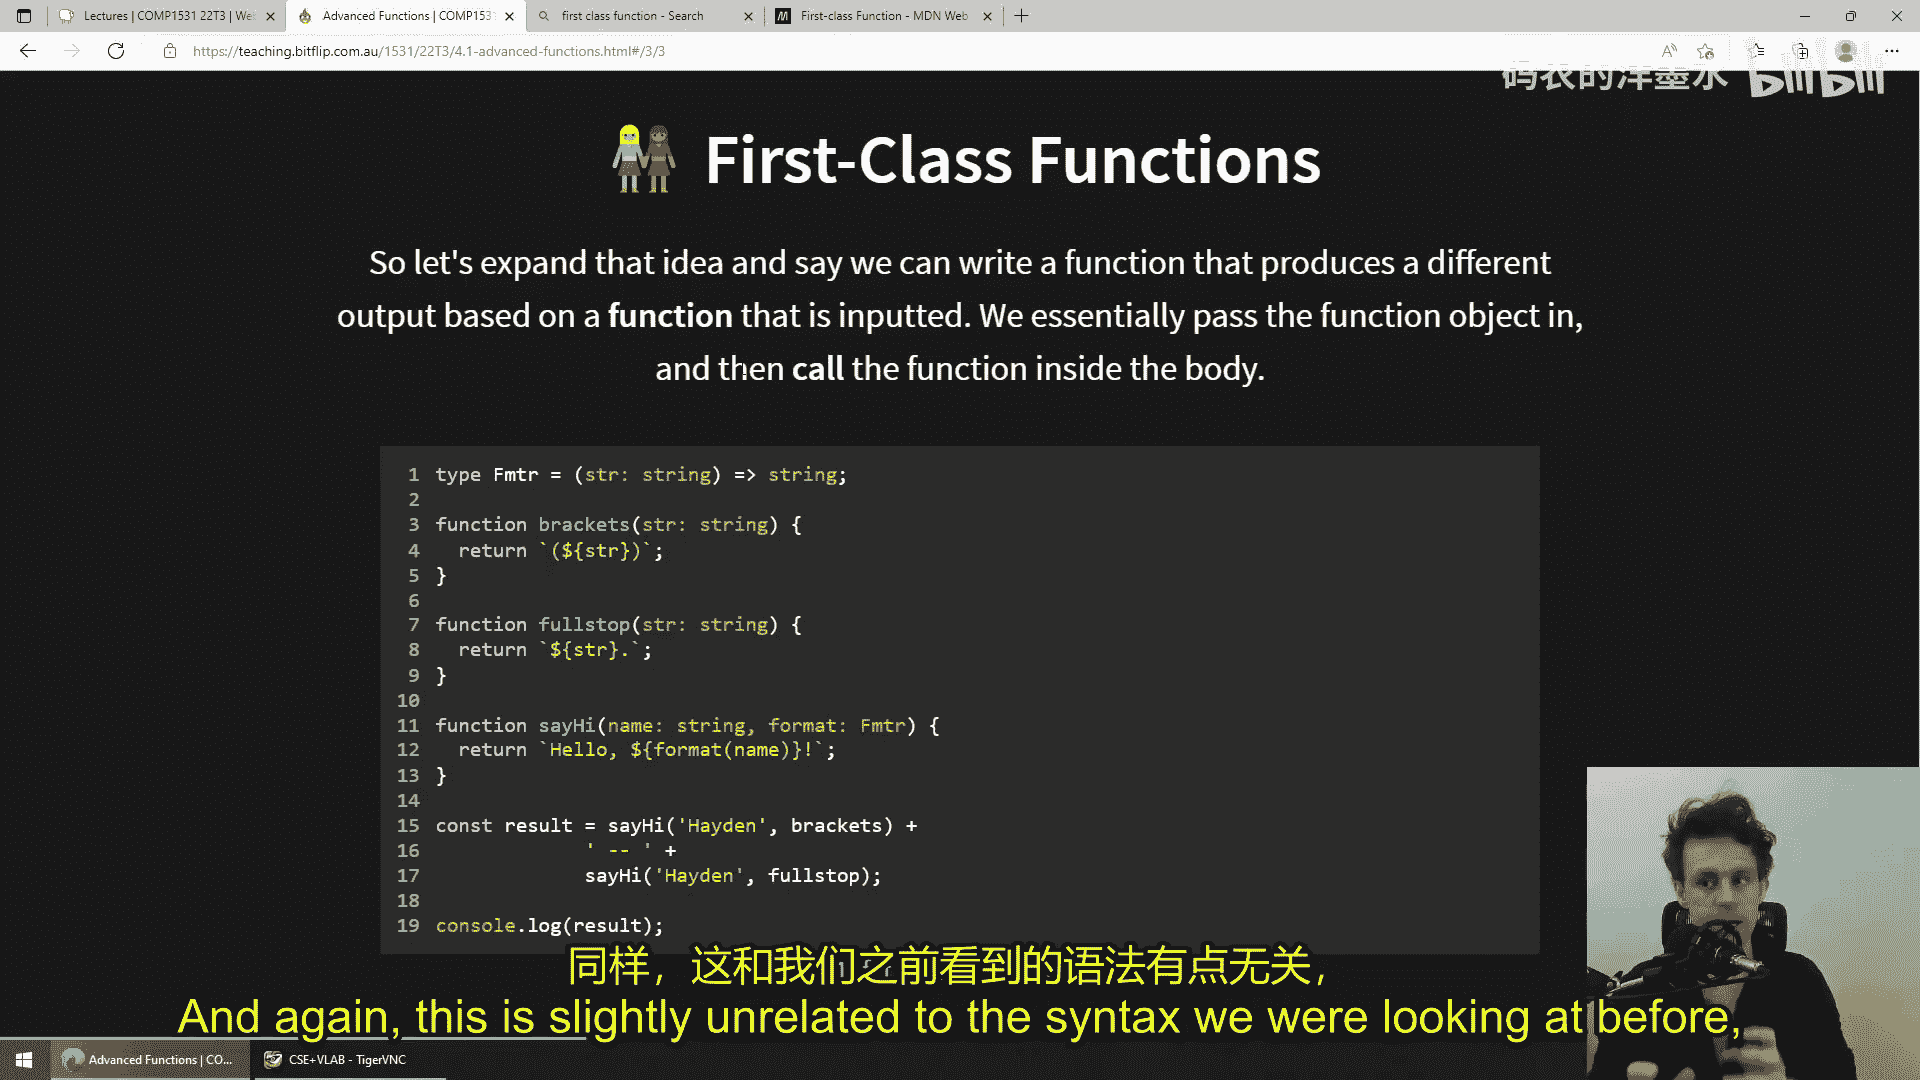 Lectures | COMP1531 22T3 | We
Advanced Functions | COMP153
first class function - Search
First-class Function - MDN Web
https://teaching.bitflip.com.au/1531/22T3/4.1-advanced-functions.html#/3/3
码农的洋墨水 bilibili
First-Class Functions
So let's expand that idea and say we can write a function that produces a different
output based on a function that is inputted. We essentially pass the function object in,
and then call the function inside the body.
1 type Fmtr = (str: string) => string;
2
3 function brackets(str: string) {
4   return `(${str})`;
5 }
6
7 function fullstop(str: string) {
8   return `${str}.`;
9 }
10
11 function sayHi(name: string, format: Fmtr) {
12   return `Hello, ${format(name)}!`;
13 }
14
15 const result = sayHi('Hayden', brackets) +
16              ' -- ' +
17              sayHi('Hayden', fullstop);
18
19 console.log(result);
同样，这和我们之前看到的语法有点无关，
And again, this is slightly unrelated to the syntax we were looking at before,
Advanced Functions | CO...
CSE+VLAB - TigerVNC